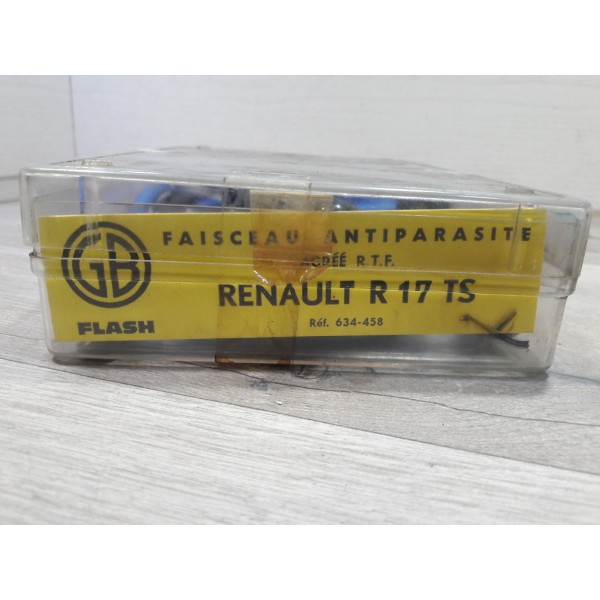 GB
FLASH
FAISCEAU ANTIPARASITE
AGRÉÉ R.T.F.
RENAULT R 17 TS
Réf. 634-458